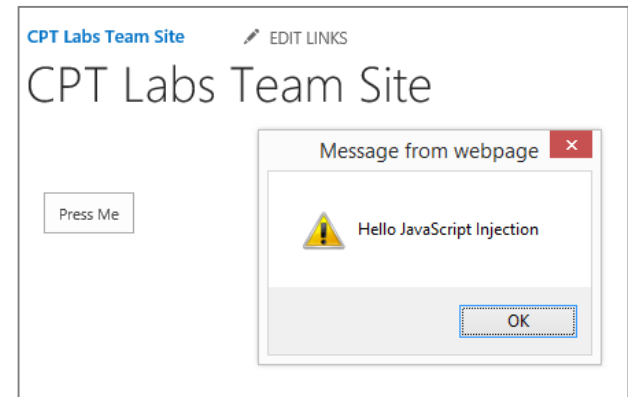 CPT Labs Team Site EDIT LINKS
CPT Labs Team Site
Message from webpage
Press Me
Hello JavaScript Injection
OK